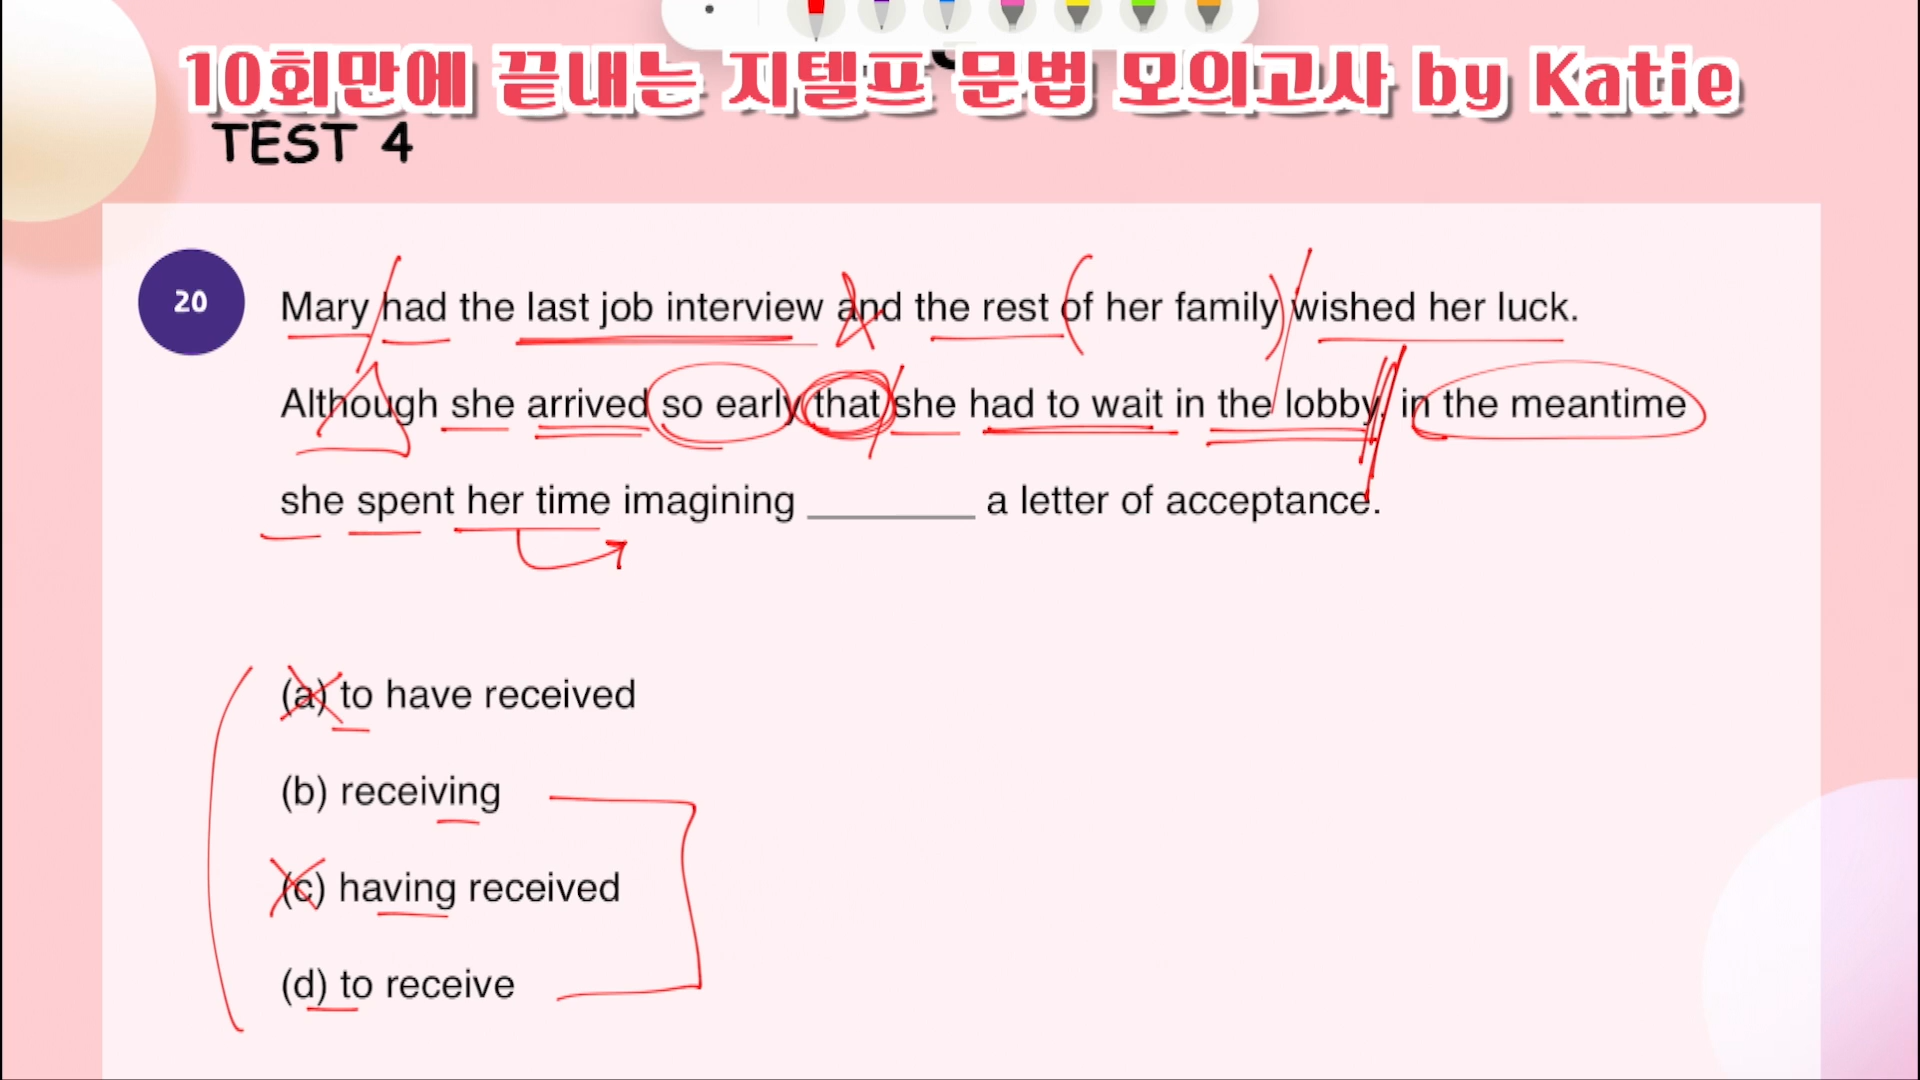 10회만에 끝내는 지텔프 문법 모의고사 by Katie
TEST 4
20
Mary had the last job interview and the rest of her family wished her luck.
Although she arrived so early that she had to wait in the lobby, in the meantime
she spent her time imagining ________ a letter of acceptance.
(a) to have received
(b) receiving
(c) having received
(d) to receive